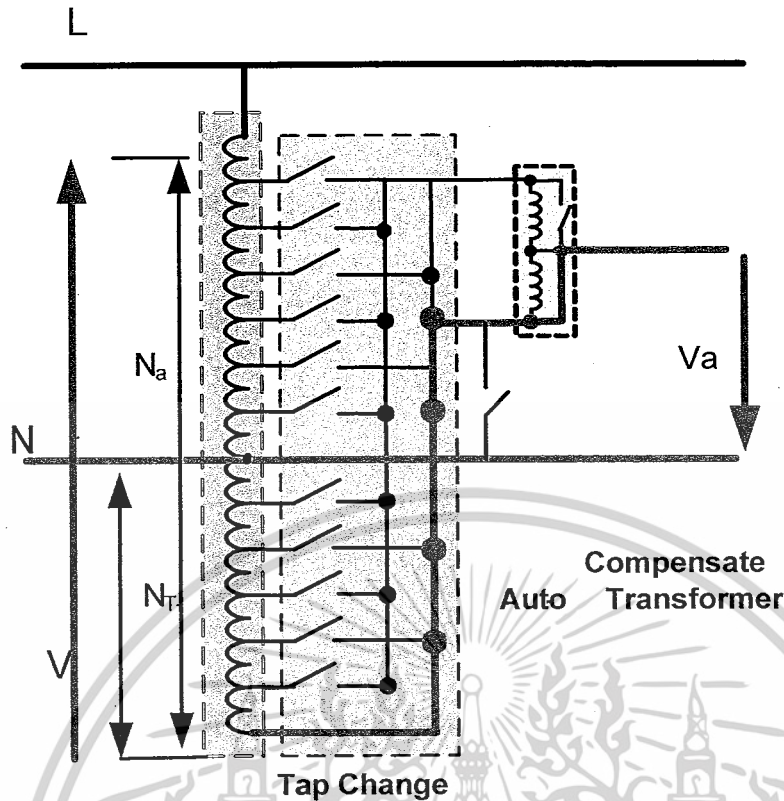 L
Na
Va
N
Compensate
Auto Transformer
NT
V
Tap Change